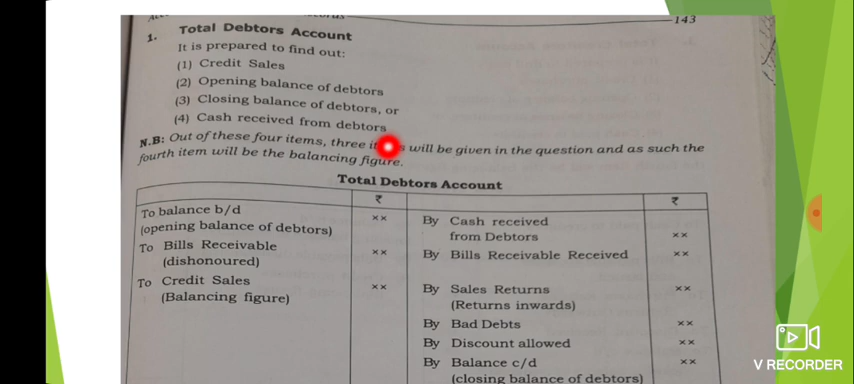 143
1. Total Debtors Account
It is prepared to find out:
(1) Credit Sales
(2) Opening balance of debtors
(3) Closing balance of debtors, or
(4) Cash received from debtors
N.B: Out of these four items, three will be given in the question and as such the
fourth item will be the balancing figure.
Total Debtors Account
₹ ₹
To balance b/d ×× By Cash received
(opening balance of debtors) from Debtors ××
To Bills Receivable ×× By Bills Receivable Received ××
(dishonoured)
To Credit Sales ×× By Sales Returns ××
(Balancing figure) (Returns inwards)
By Bad Debts ××
By Discount allowed ××
By Balance c/d ××
(closing balance of debtors)
V RECORDER